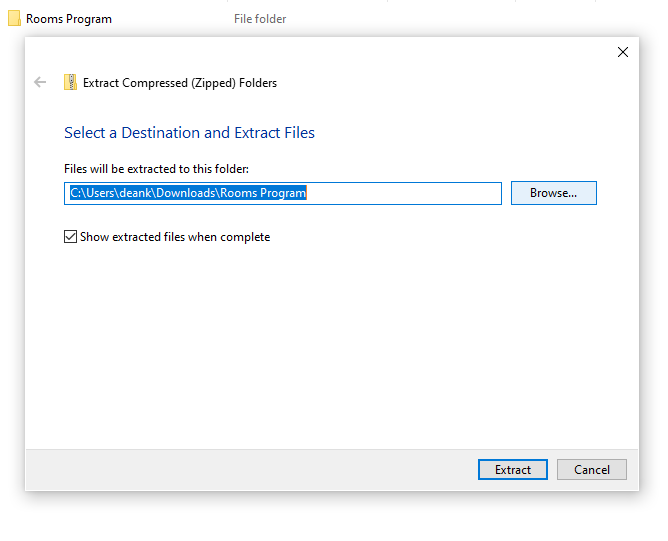 Rooms Program File folder
Extract Compressed (Zipped) Folders
Select a Destination and Extract Files
Files will be extracted to this folder:
C:\Users\deank\Downloads\Rooms Program Browse...
Show extracted files when complete
Extract Cancel